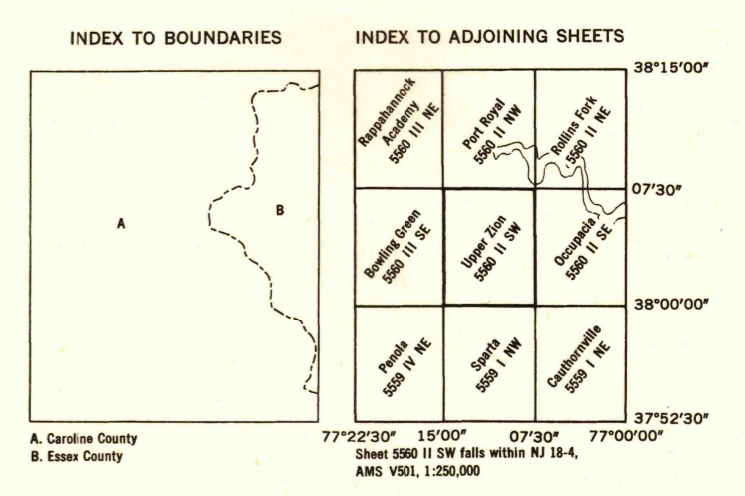 INDEX TO BOUNDARIES
A
B
A. Caroline County
B. Essex County
INDEX TO ADJOINING SHEETS
38°15'00"
Rappahannock
Academy
5560 III NE
Port Royal
5560 II NW
Rollins Fork
5560 II NE
07'30"
Bowling Green
5560 III SE
Upper Zion
5560 II SW
Occupacia
5560 II SE
38°00'00"
Penola
5559 IV NE
Sparta
5559 I NW
Cauthornville
5559 I NE
37°52'30"
77°22'30" 15'00" 07'30" 77°00'00"
Sheet 5560 II SW falls within NJ 18-4,
AMS V501, 1:250,000